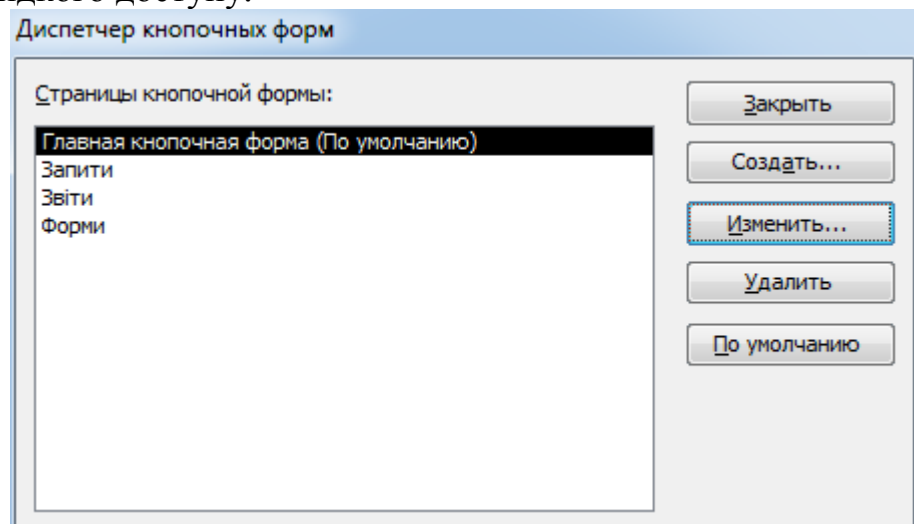 доступу.
Диспетчер кнопочных форм
Страницы кнопочной формы:
Главная кнопочная форма (По умолчанию)
Запити
Звіти
Форми
Закрыть
Создать...
Изменить...
Удалить
По умолчанию